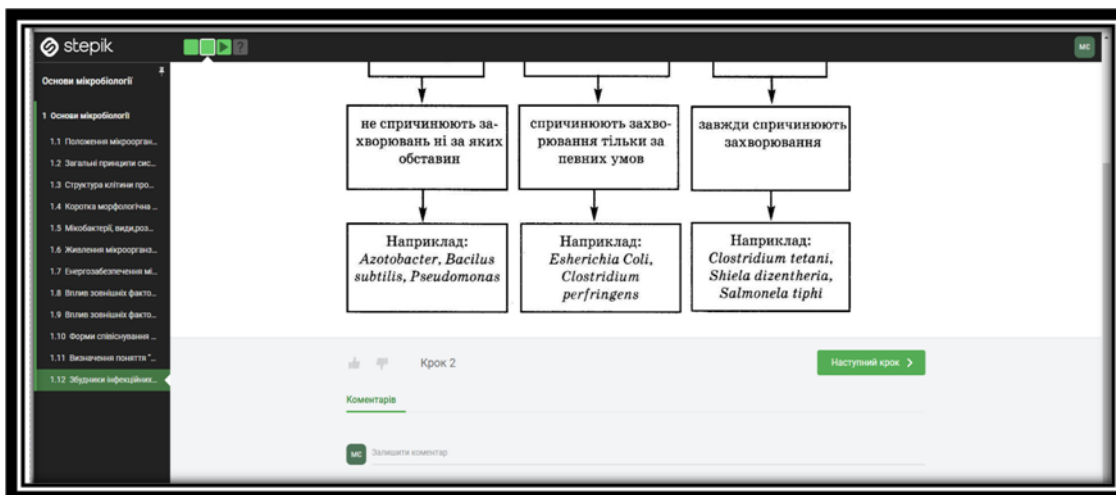 stepik
?
МС
Основи мікробіології
1 Основи мікробіології
1.1 Положення мікроорган...
1.2 Загальні принципи сис...
1.3 Структура клітини про...
1.4 Коротка морфологічна ...
1.5 Мікобактерії, види,роз...
1.6 Живлення мікрооргані...
1.7 Енергозабезпечення мі...
1.8 Вплив зовнішніх факто...
1.9 Вплив зовнішніх факто...
1.10 Форми співіснування ...
1.11 Визначення поняття "...
1.12 Збудники інфекційних...
не спричинюють за-
хворювань ні за яких
обставин
спричинюють захво-
рювання тільки за
певних умов
завжди спричинюють
захворювання
Наприклад:
Azotobacter, Bacilus
subtilis, Pseudomonas
Наприклад:
Esherichia Coli,
Clostridium
perfringens
Наприклад:
Clostridium tetani,
Shiela dizentheria,
Salmonela tiphi
Крок 2
Наступний крок
Коментарів
МС
Залишити коментар